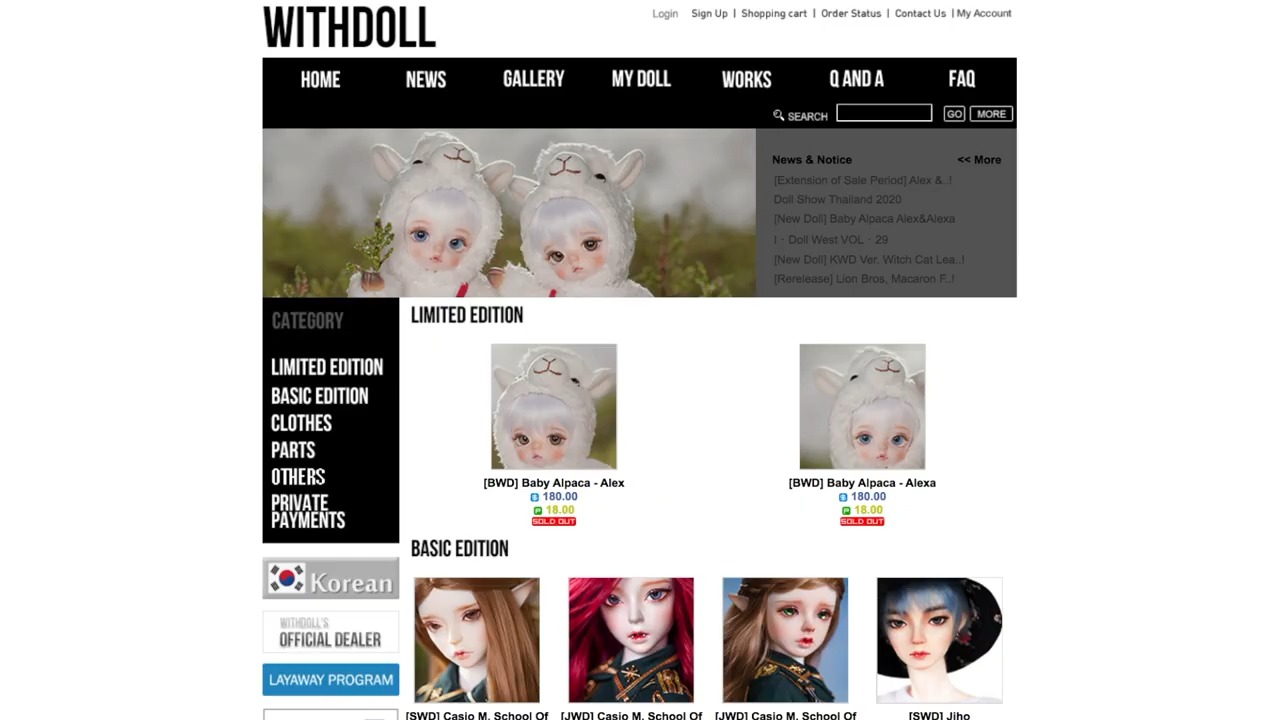 WITHDOLL
Login Sign Up | Shopping cart | Order Status | Contact Us | My Account
HOME NEWS GALLERY MY DOLL WORKS Q AND A FAQ
SEARCH GO MORE
News & Notice << More
[Extension of Sale Period] Alex &..!
Doll Show Thailand 2020
[New Doll] Baby Alpaca Alex&Alexa
I・Doll West VOL・29
[New Doll] KWD Ver. Witch Cat Lea..!
[Rerelease] Lion Bros, Macaron F..!
CATEGORY
LIMITED EDITION
BASIC EDITION
CLOTHES
PARTS
OTHERS
PRIVATE
PAYMENTS
Korean
WITHDOLL'S
OFFICIAL DEALER
LAYAWAY PROGRAM
LIMITED EDITION
[BWD] Baby Alpaca - Alex
$ 180.00
P 18.00
SOLD OUT
[BWD] Baby Alpaca - Alexa
$ 180.00
P 18.00
SOLD OUT
BASIC EDITION
[SWD] Casio M. School Of
[JWD] Casio M. School Of
[JWD] Casio M. School Of
[SWD] Jiho